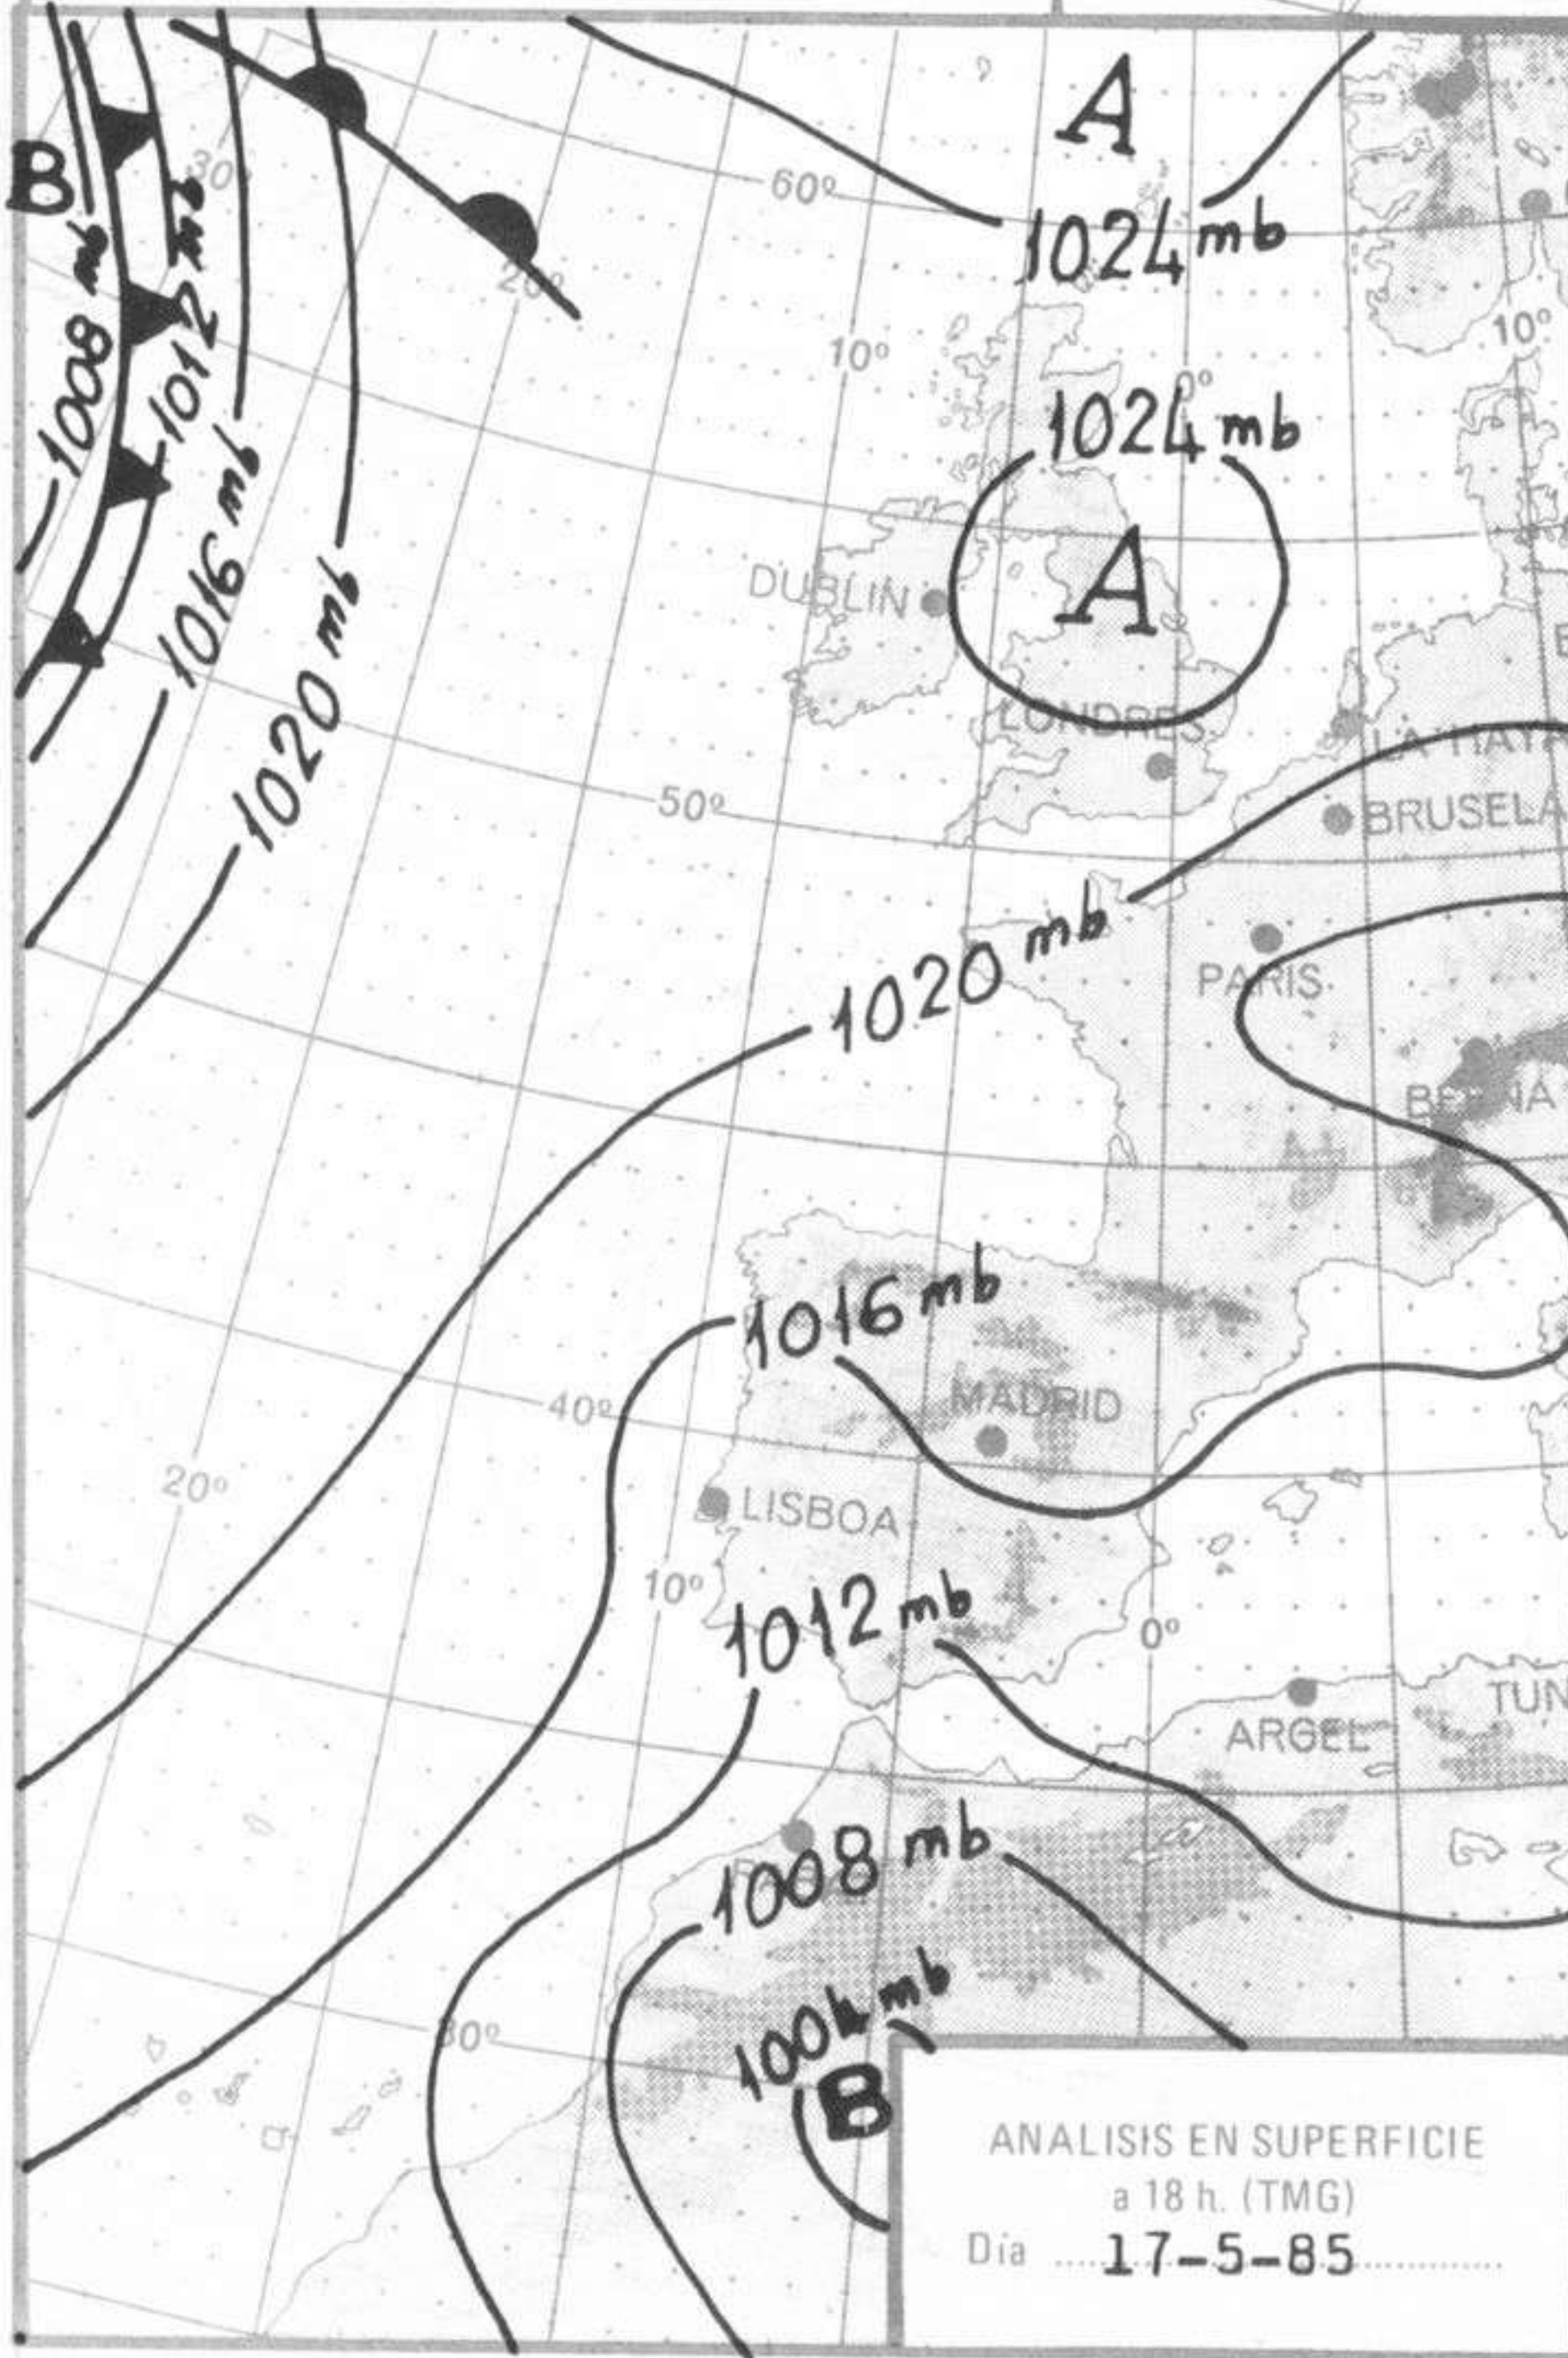 A
B
30
60º
1024 mb
20º
1008 mb
1012 mb
10º
10º
0º
1024 mb
1016 mb
A
DUBLIN
1020 mb
LONDRES
LA HAYA
50º
BRUSELA
1020 mb
PARIS
BERNA
1016 mb
MADRID
40º
20º
LISBOA
10º
1012 mb
0º
TUN
ARGEL
1008 mb
1004 mb
30º
B
ANALISIS EN SUPERFICIE
a 18 h. (TMG)
Dia 17-5-85